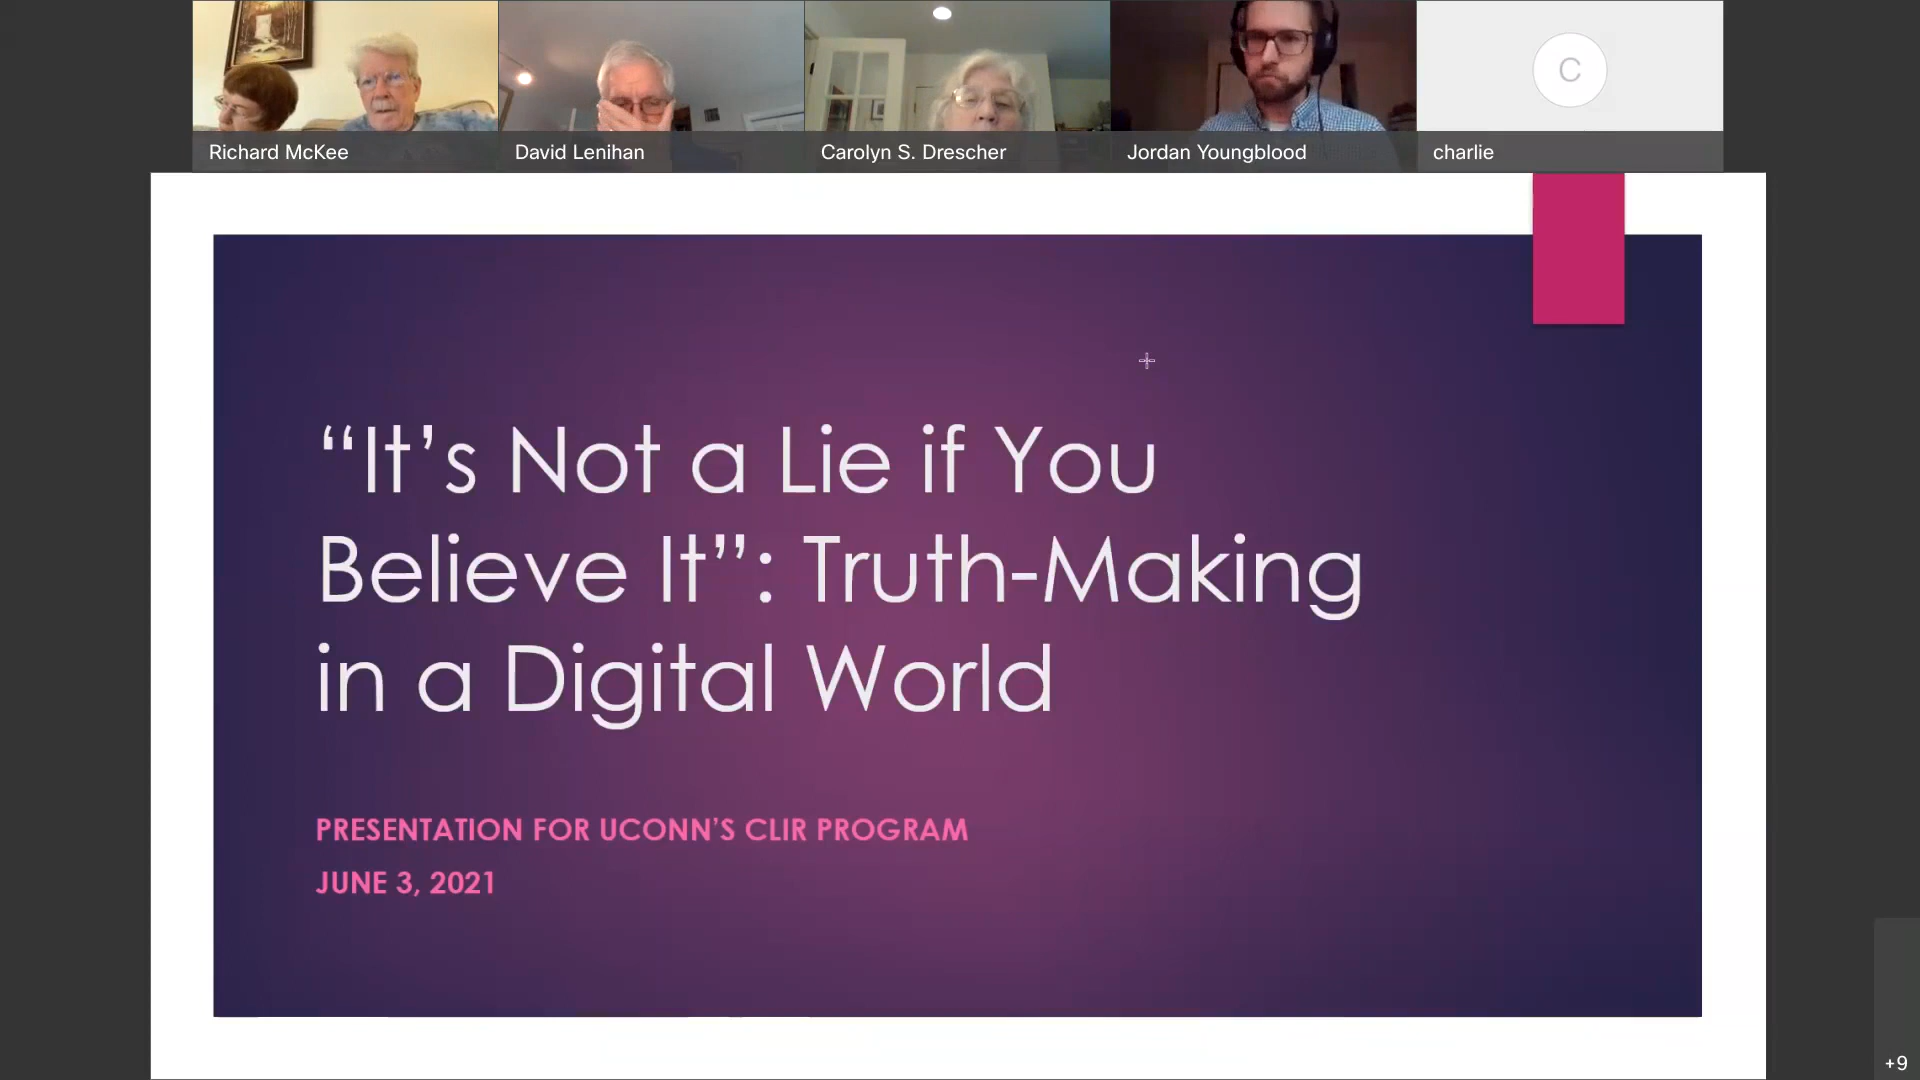 Richard McKee
David Lenihan
Carolyn S. Drescher
Jordan Youngblood
C
charlie
“It’s Not a Lie if You
Believe It”: Truth-Making
in a Digital World
PRESENTATION FOR UCONN’S CLIR PROGRAM
JUNE 3, 2021
+9